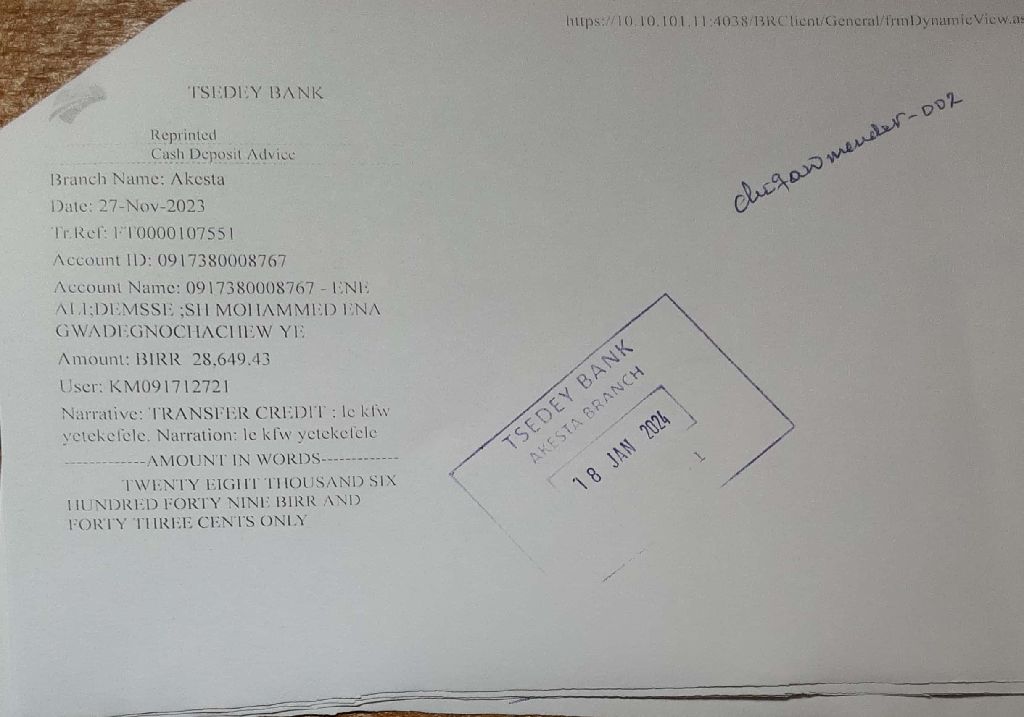 https://10.10.101.11:4038/BRClient/General/frmDynamicView.as
TSEDEY BANK
Reprinted
Cash Deposit Advice
Branch Name: Akesta
Date: 27-Nov-2023
Tr.Ref: FT0000107551
Account ID: 0917380008767
Account Name: 0917380008767 - ENE
ALI;DEMSSE ;SH MOHAMMED ENA
GWADEGNOCHACHEW YE
Amount: BIRR 28,649.43
User: KM091712721
Narrative: TRANSFER CREDIT : le kfw
yetekefele. Narration: le kfw yetekefele
-------------AMOUNT IN WORDS------------
TWENTY EIGHT THOUSAND SIX
HUNDRED FORTY NINE BIRR AND
FORTY THREE CENTS ONLY
-002
TSEDEY BANK
AKESTA BRANCH
18 JAN 2024
1